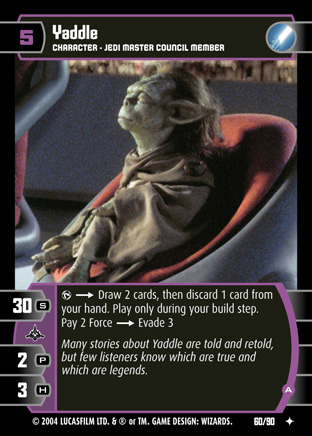 5 Yaddle
CHARACTER · JEDI MASTER COUNCIL MEMBER
30 S
2 P
3 H
→ Draw 2 cards, then discard 1 card from
your hand. Play only during your build step.
Pay 2 Force → Evade 3
Many stories about Yaddle are told and retold,
but few listeners know which are true and
which are legends.
A
© 2004 LUCASFILM LTD. & ® or TM. GAME DESIGN: WIZARDS. 60/90